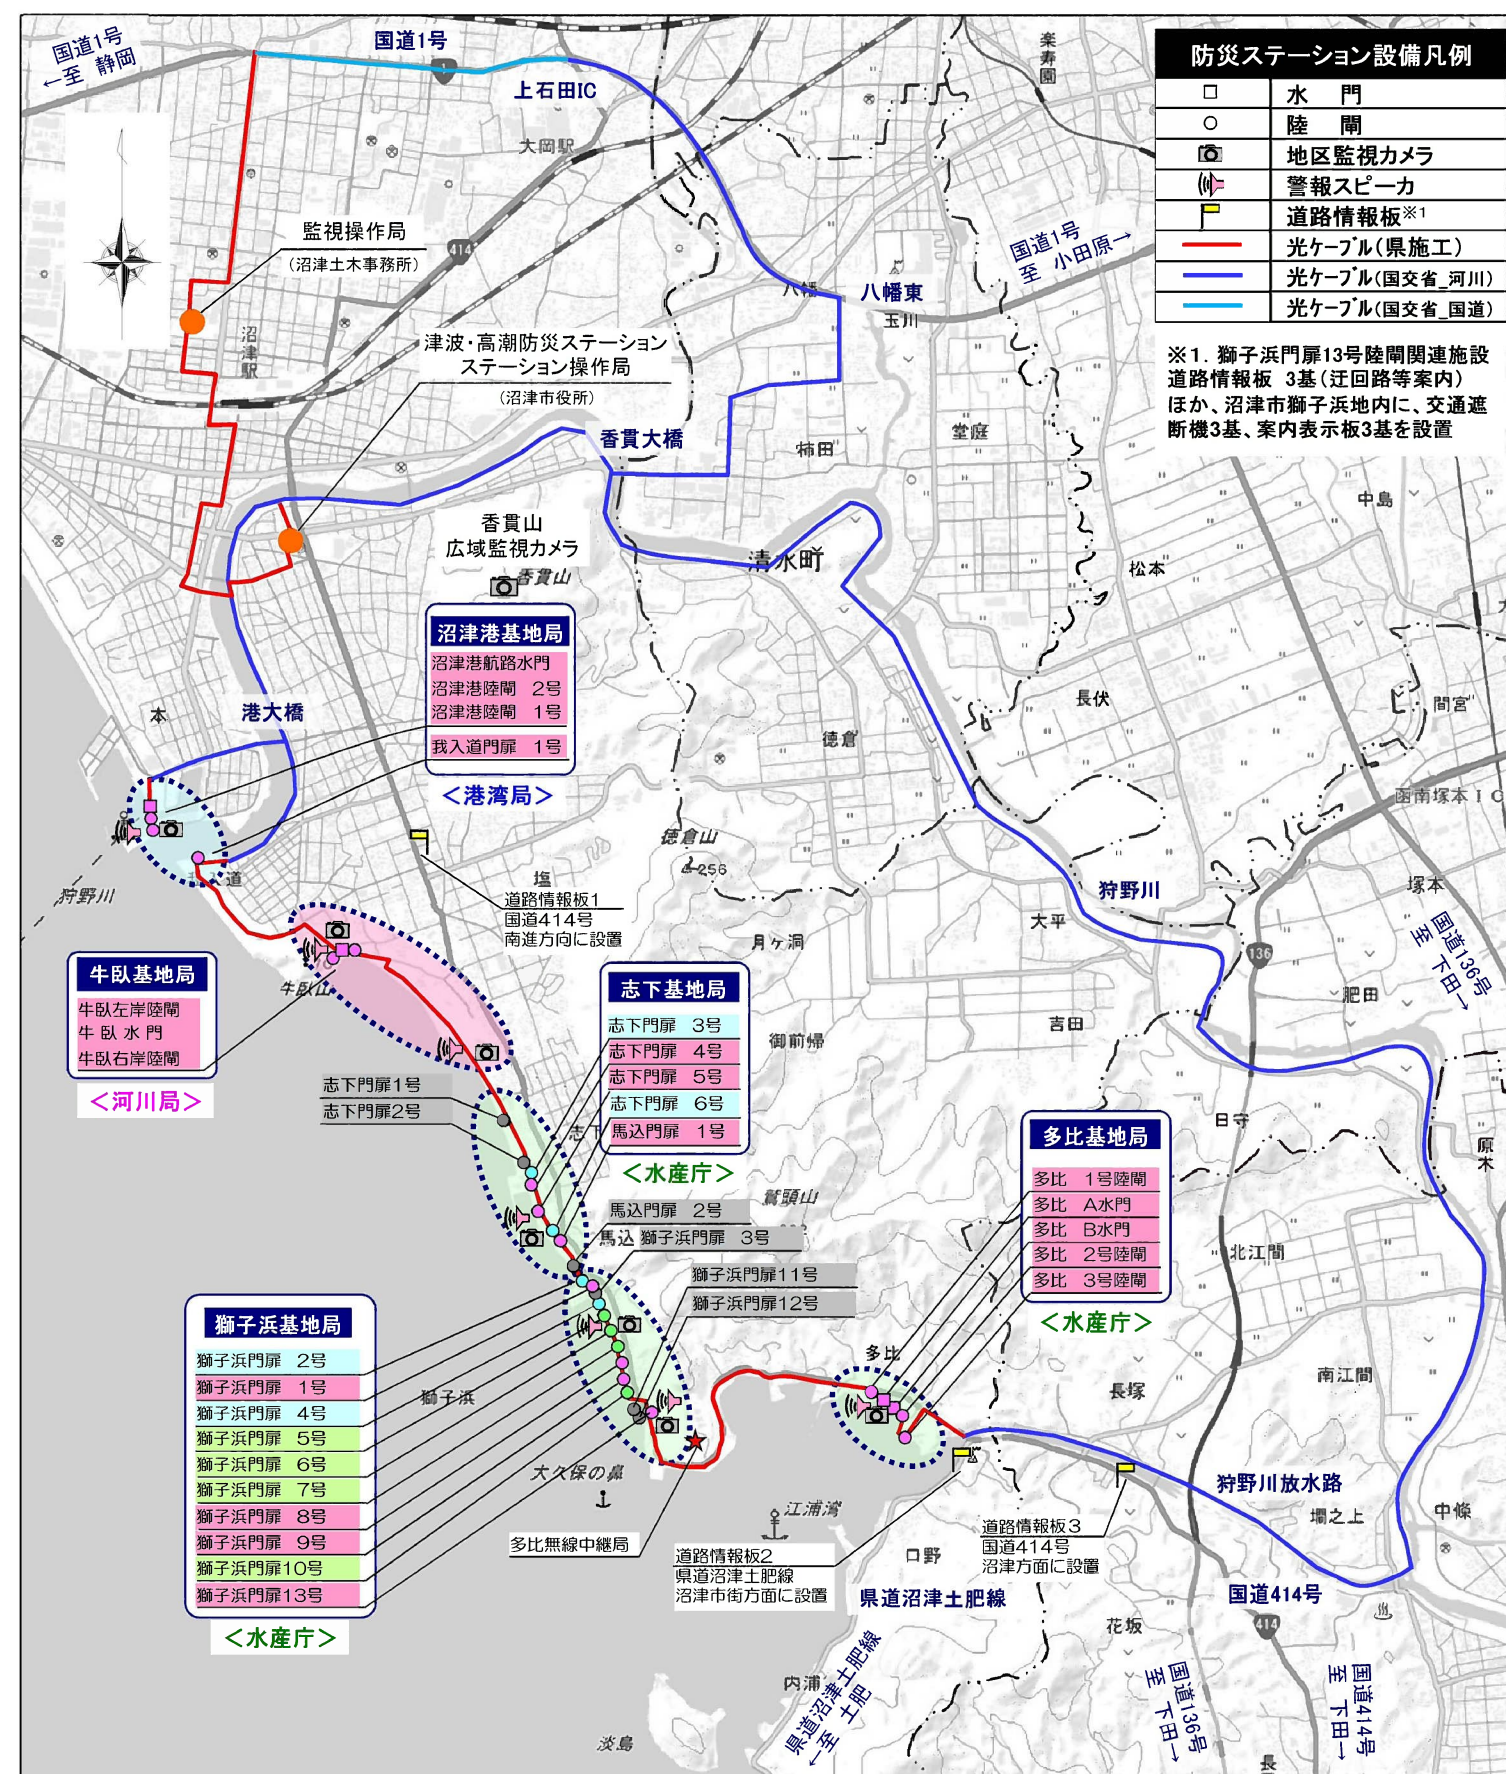 国道1号
←至 静岡
国道1号
上石田IC
大岡駅
楽寿園
防災ステーション設備凡例
水　門
陸　閘
地区監視カメラ
警報スピーカ
道路情報板※1
光ケーブル(県施工)
光ケーブル(国交省_河川)
光ケーブル(国交省_国道)
※1. 獅子浜門扉13号陸閘関連施設
道路情報板 3基(迂回路等案内)
ほか、沼津市獅子浜地内に、交通遮
断機3基、案内表示板3基を設置
監視操作局
(沼津土木事務所)
414
国道1号
至 小田原→
八幡
八幡東
玉川
沼津駅
津波・高潮防災ステーション
ステーション操作局
(沼津市役所)
香貫大橋
柿田
堂庭
中島
香貫山
広域監視カメラ
香貫山
清水町
松本
沼津港基地局
沼津港航路水門
沼津港陸閘 2号
沼津港陸閘 1号
我入道門扉 1号
＜港湾局＞
本
港大橋
徳倉
長伏
間宮
函南塚本IC
徳倉山
256
狩野川
道
塩
道路情報板1
国道414号
南進方向に設置
月ヶ洞
大平
狩野川
塚本
136
国道136号
至 下田→
牛臥基地局
牛臥左岸陸閘
牛臥水門
牛臥右岸陸閘
＜河川局＞
牛臥山
志下基地局
志下門扉 3号
志下門扉 4号
志下門扉 5号
志下門扉 6号
馬込門扉 1号
＜水産庁＞
御前帰
吉田
肥田
志下門扉1号
志下門扉2号
志下
日守
原木
多比基地局
多比 1号陸閘
多比 A水門
多比 B水門
多比 2号陸閘
多比 3号陸閘
＜水産庁＞
鷲頭山
馬込門扉 2号
馬込
獅子浜門扉 3号
北江間
獅子浜門扉11号
獅子浜門扉12号
獅子浜基地局
獅子浜門扉 2号
獅子浜門扉 1号
獅子浜門扉 4号
獅子浜門扉 5号
獅子浜門扉 6号
獅子浜門扉 7号
獅子浜門扉 8号
獅子浜門扉 9号
獅子浜門扉10号
獅子浜門扉13号
＜水産庁＞
獅子浜
多比
長塚
南江間
大久保の鼻
江浦湾
多比無線中継局
狩野川放水路
墹之上
中條
道路情報板2
県道沼津土肥線
沼津市街方面に設置
道路情報板3
国道414号
沼津方面に設置
口野
県道沼津土肥線
国道414号
花坂
414
内浦
県道沼津土肥線
←至 土肥
国道136号
至 下田→
国道414号
至 下田→
淡島
長